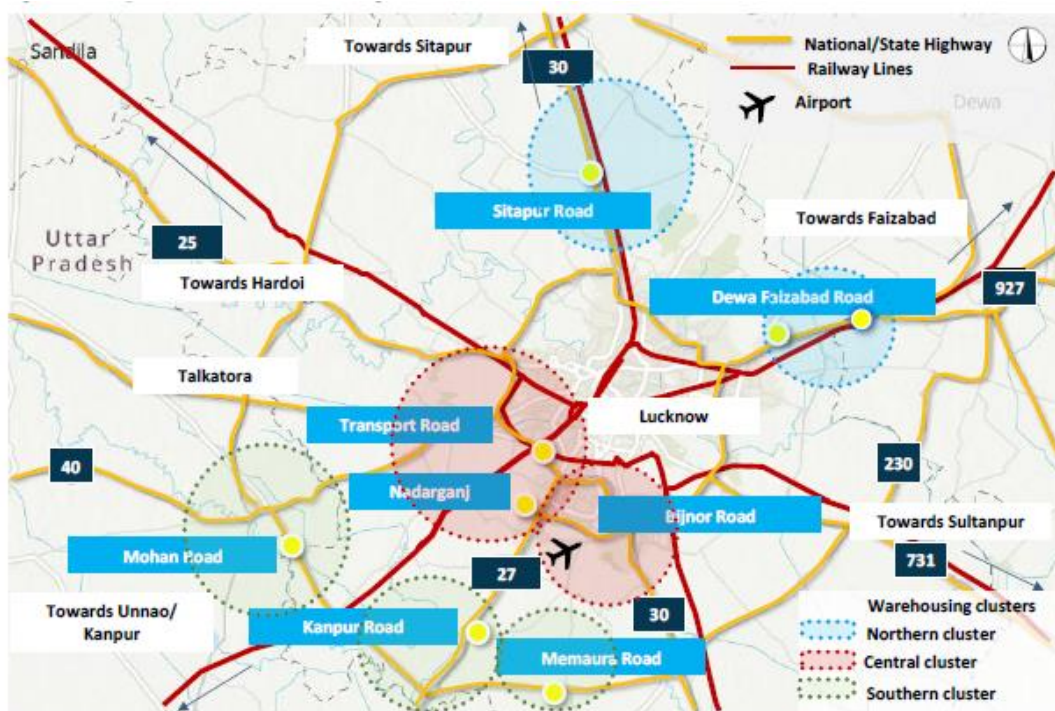 Sandila
Towards Sitapur
30
National/State Highway
Railway Lines
Airport
Dewa
Sitapur Road
Uttar
Pradesh
25
Towards Faizabad
Towards Hardoi
Dewa Faizabad Road
927
Talkatora
Transport Road
Lucknow
40
Nadarganj
Bijnor Road
230
Towards Sultanpur
Mohan Road
27
731
Towards Unnao/
Kanpur
Kanpur Road
30
Memaura Road
Warehousing clusters
Northern cluster
Central cluster
Southern cluster